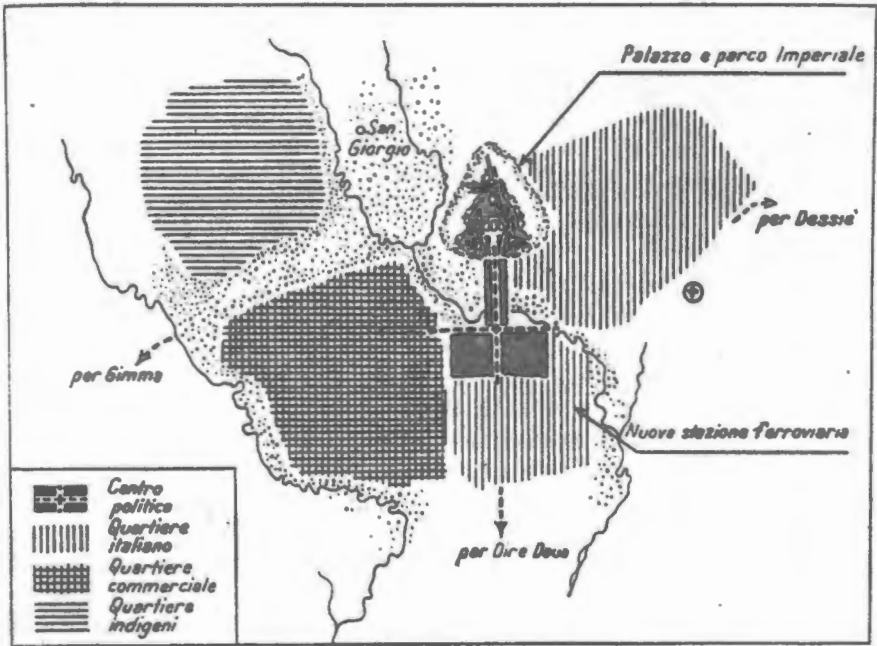 Palazzo e parco Imperiale
San
Giorgio
per Dessiè
per Gimma
Nuova stazione ferroviaria
per Dire Daua
Centro
politico
Quartiere
italiano
Quartiere
commerciale
Quartiere
indigeni